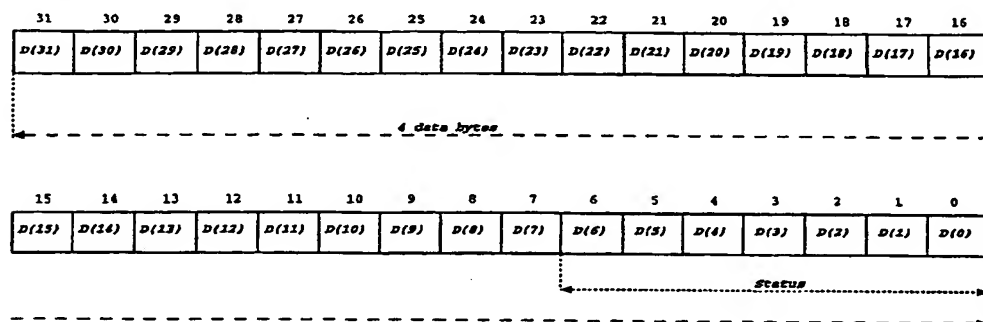 31 30 29 28 27 26 25 24 23 22 21 20 19 18 17 16
D(31) D(30) D(29) D(28) D(27) D(26) D(25) D(24) D(23) D(22) D(21) D(20) D(19) D(18) D(17) D(16)
4 data bytes
15 14 13 12 11 10 9 8 7 6 5 4 3 2 1 0
D(15) D(14) D(13) D(12) D(11) D(10) D(9) D(8) D(7) D(6) D(5) D(4) D(3) D(2) D(1) D(0)
Status